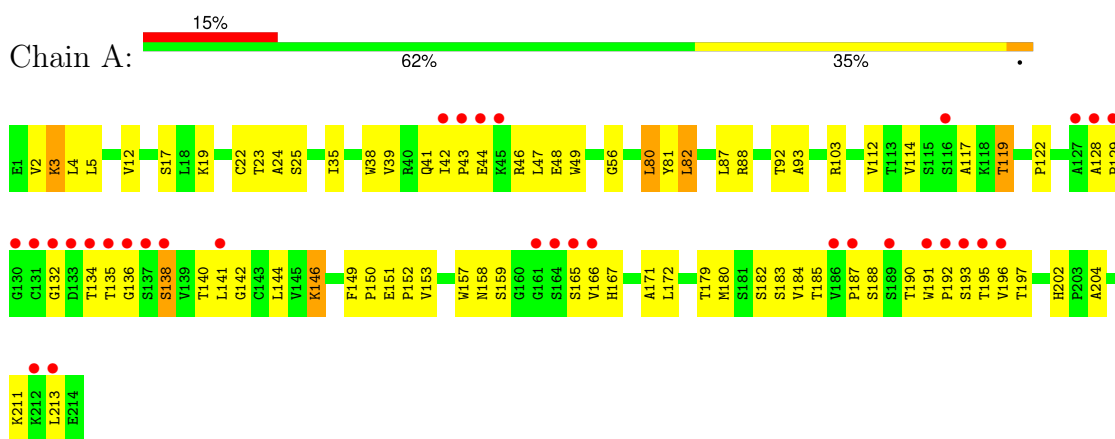 15%
Chain A:
62% 35% •
E1 V2 K3 L4 L5 V12 S17 L18 K19 C22 T23 A24 S25 I35 W38 V39 R40 Q41 I42 P43 E44 K45 R46 L47 E48 W49 G56 L80 Y81 L82 L87 R88 T92 A93 R103 V112 T113 V114 S115 S116 A117 K118 T119 P122 A127 A128 P129
G130 C131 G132 D133 T134 T135 G136 S137 S138 V139 T140 L141 G142 C143 L144 V145 K146 F149 P150 E151 P152 V153 W157 N158 S159 G160 G161 S164 S165 V166 H167 A171 L172 T179 M180 S181 S182 S183 V184 T185 V186 P187 S188 S189 T190 W191 P192 S193 T195 V196 T197 H202 P203 A204
K211 K212 L213 E214